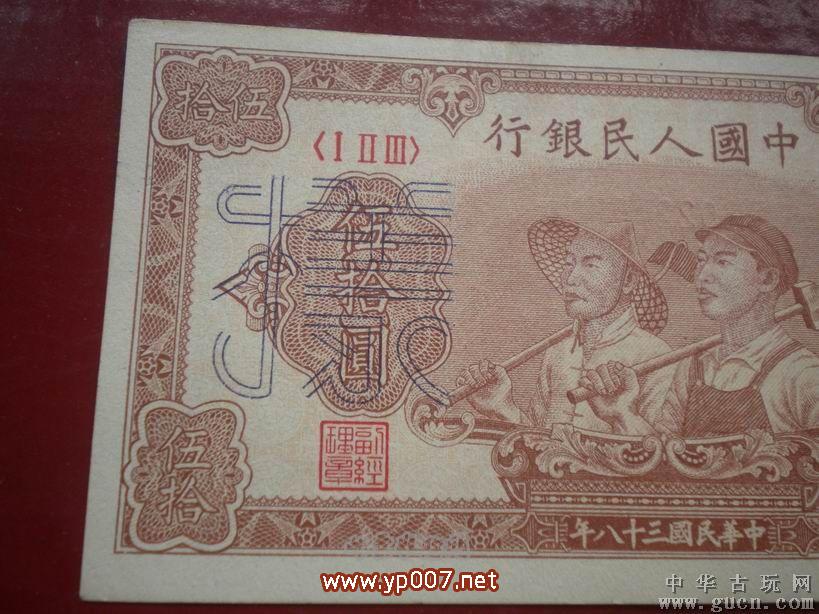 伍拾
中國人民銀行
〈I II III〉
樣
伍拾圓
副經
理章
伍拾
中華民國三十八年
www.yp007.net
中华古玩网
www.gucn.com